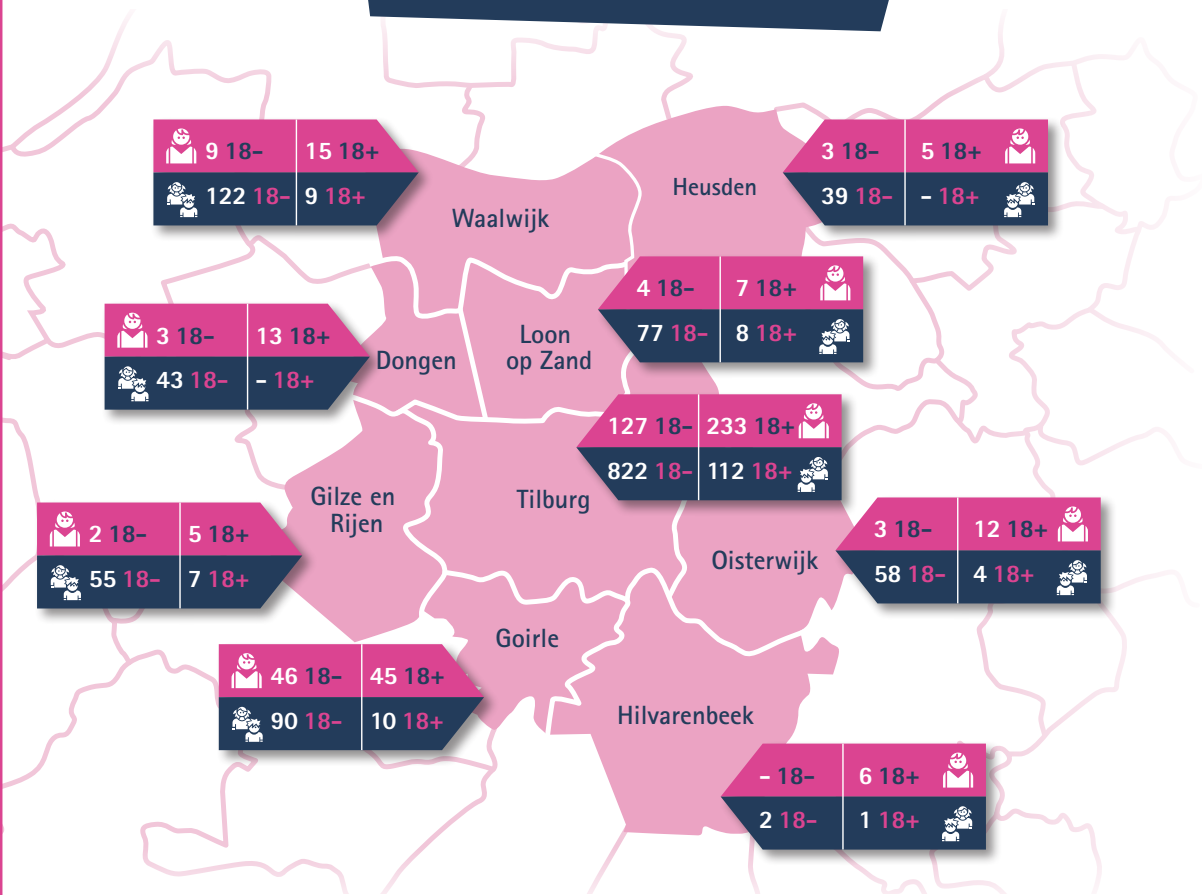 9 18– 15 18+
122 18– 9 18+
Waalwijk
3 18– 5 18+
39 18– – 18+
Heusden
4 18– 7 18+
77 18– 8 18+
Loon
op Zand
3 18– 13 18+
43 18– – 18+
Dongen
127 18– 233 18+
822 18– 112 18+
Tilburg
2 18– 5 18+
55 18– 7 18+
Gilze en
Rijen
3 18– 12 18+
58 18– 4 18+
Oisterwijk
46 18– 45 18+
90 18– 10 18+
Goirle
Hilvarenbeek
– 18– 6 18+
2 18– 1 18+